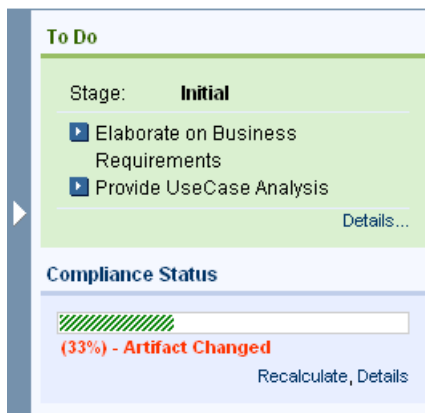 To Do
Stage: Initial
Elaborate on Business
Requirements
Provide UseCase Analysis
Details...
Compliance Status
(33%) - Artifact Changed
Recalculate, Details